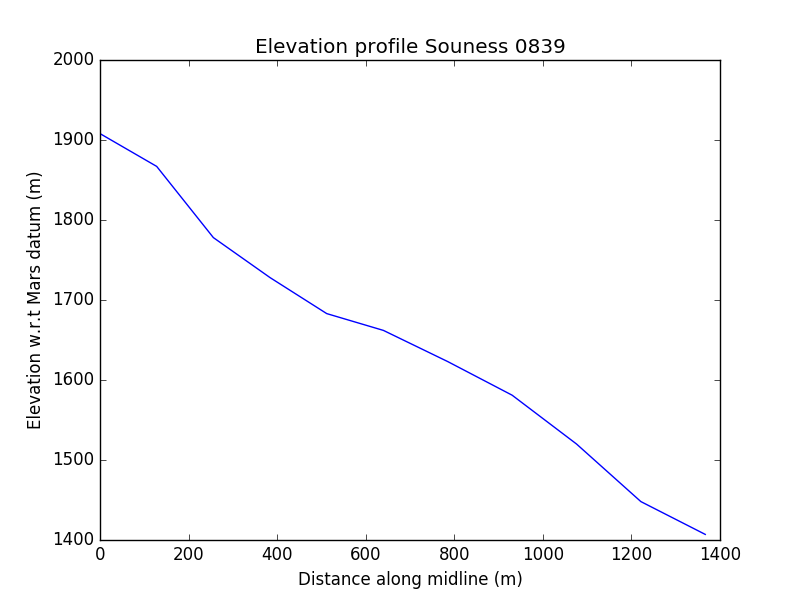 Elevation profile Souness 0839
2000
1900
1800
1700
1600
1500
1400
Elevation w.r.t Mars datum (m)
0 200 400 600 800 1000 1200 1400
Distance along midline (m)